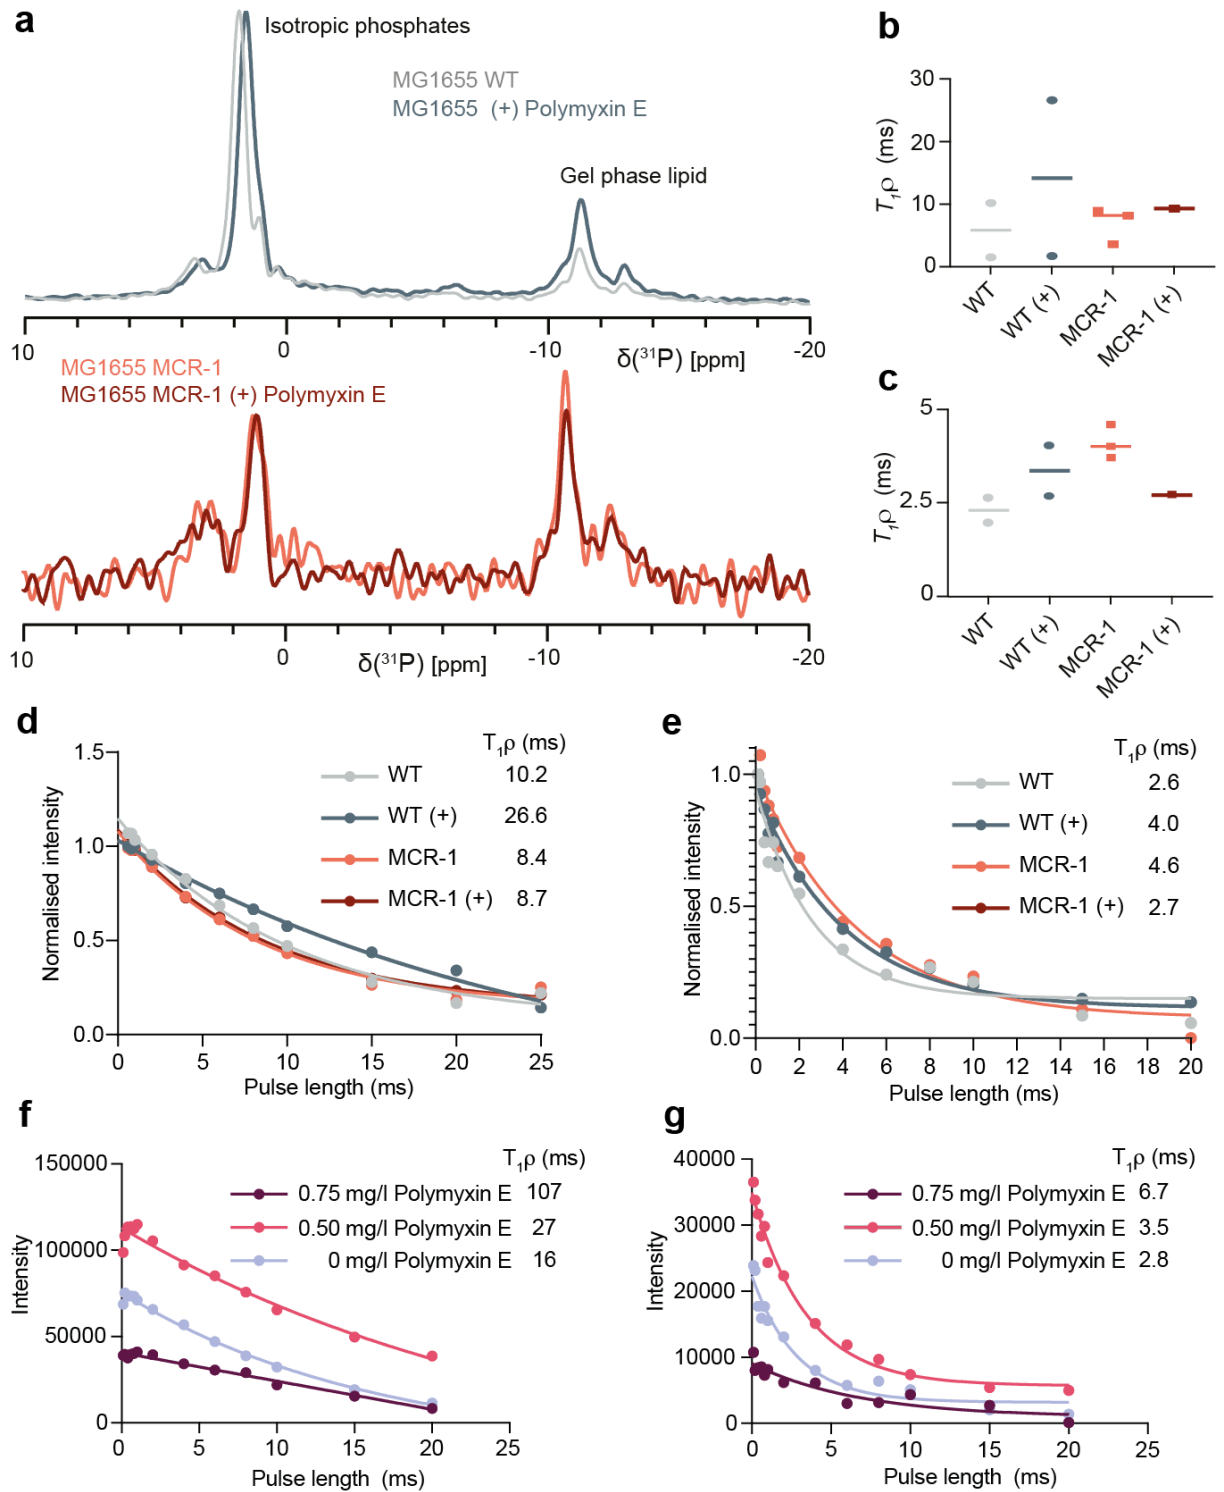 a
Isotropic phosphates
MG1655 WT
MG1655 (+) Polymyxin E
Gel phase lipid
10 0 -10 -20
δ(³¹P) [ppm]
MG1655 MCR-1
MG1655 MCR-1 (+) Polymyxin E
10 0 -10 -20
δ(³¹P) [ppm]
b
T₁ρ (ms)
30
20
10
0
WT WT (+) MCR-1 MCR-1 (+)
c
T₁ρ (ms)
5
2.5
0
WT WT (+) MCR-1 MCR-1 (+)
d
Normalised intensity
1.5
1.0
0.5
0.0
T₁ρ (ms)
WT 10.2
WT (+) 26.6
MCR-1 8.4
MCR-1 (+) 8.7
0 5 10 15 20 25
Pulse length (ms)
e
Normalised intensity
1.0
0.5
0.0
T₁ρ (ms)
WT 2.6
WT (+) 4.0
MCR-1 4.6
MCR-1 (+) 2.7
0 2 4 6 8 10 12 14 16 18 20
Pulse length (ms)
f
Intensity
150000
100000
50000
0
T₁ρ (ms)
0.75 mg/l Polymyxin E 107
0.50 mg/l Polymyxin E 27
0 mg/l Polymyxin E 16
0 5 10 15 20 25
Pulse length (ms)
g
Intensity
40000
30000
20000
10000
0
T₁ρ (ms)
0.75 mg/l Polymyxin E 6.7
0.50 mg/l Polymyxin E 3.5
0 mg/l Polymyxin E 2.8
0 5 10 15 20 25
Pulse length (ms)